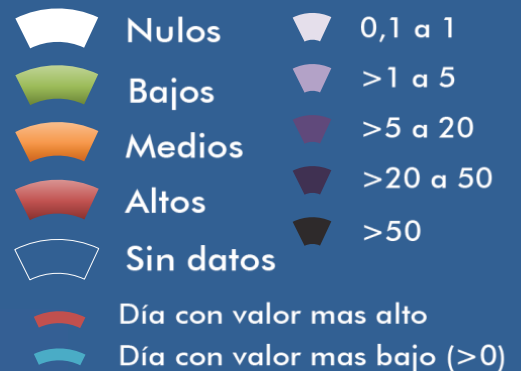 Nulos
Bajos
Medios
Altos
Sin datos
0,1 a 1
>1 a 5
>5 a 20
>20 a 50
>50
Día con valor mas alto
Día con valor mas bajo (>0)